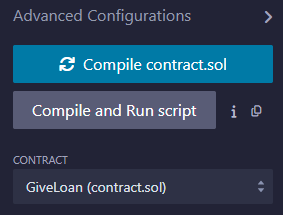 Advanced Configurations
Compile contract.sol
Compile and Run script
CONTRACT
GiveLoan (contract.sol)